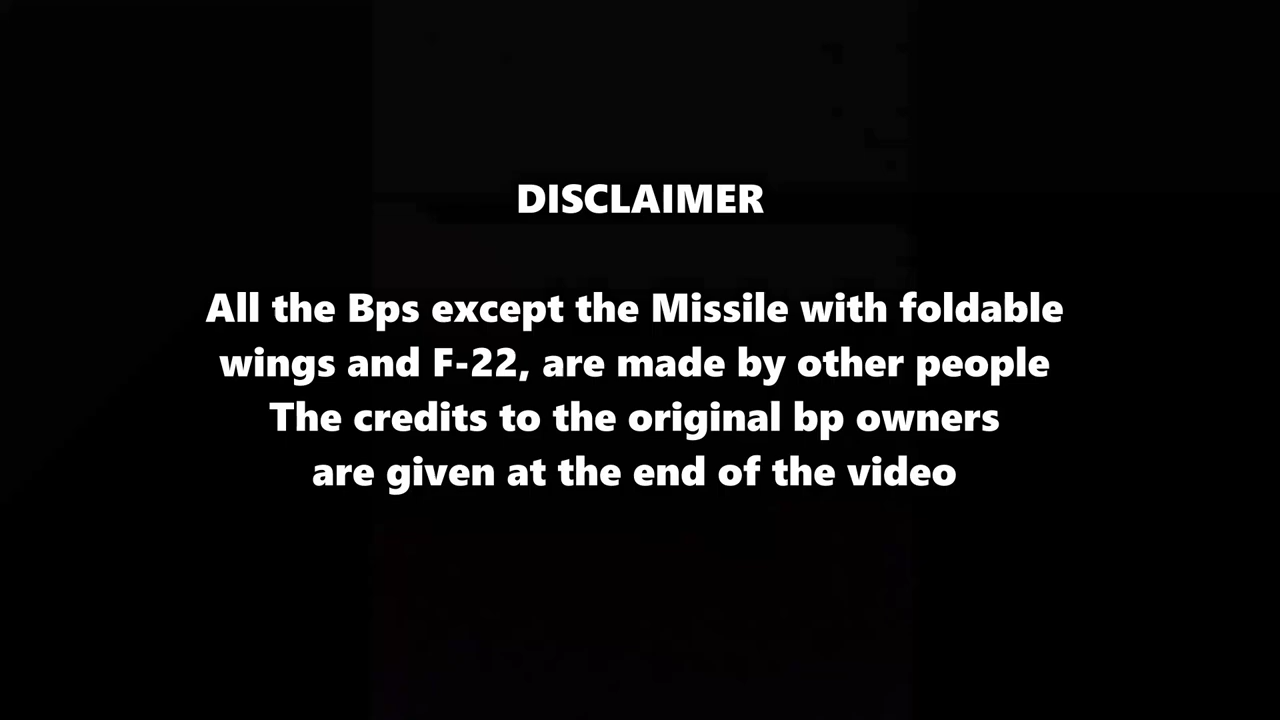 DISCLAIMER
All the Bps except the Missile with foldable
wings and F-22, are made by other people
The credits to the original bp owners
are given at the end of the video